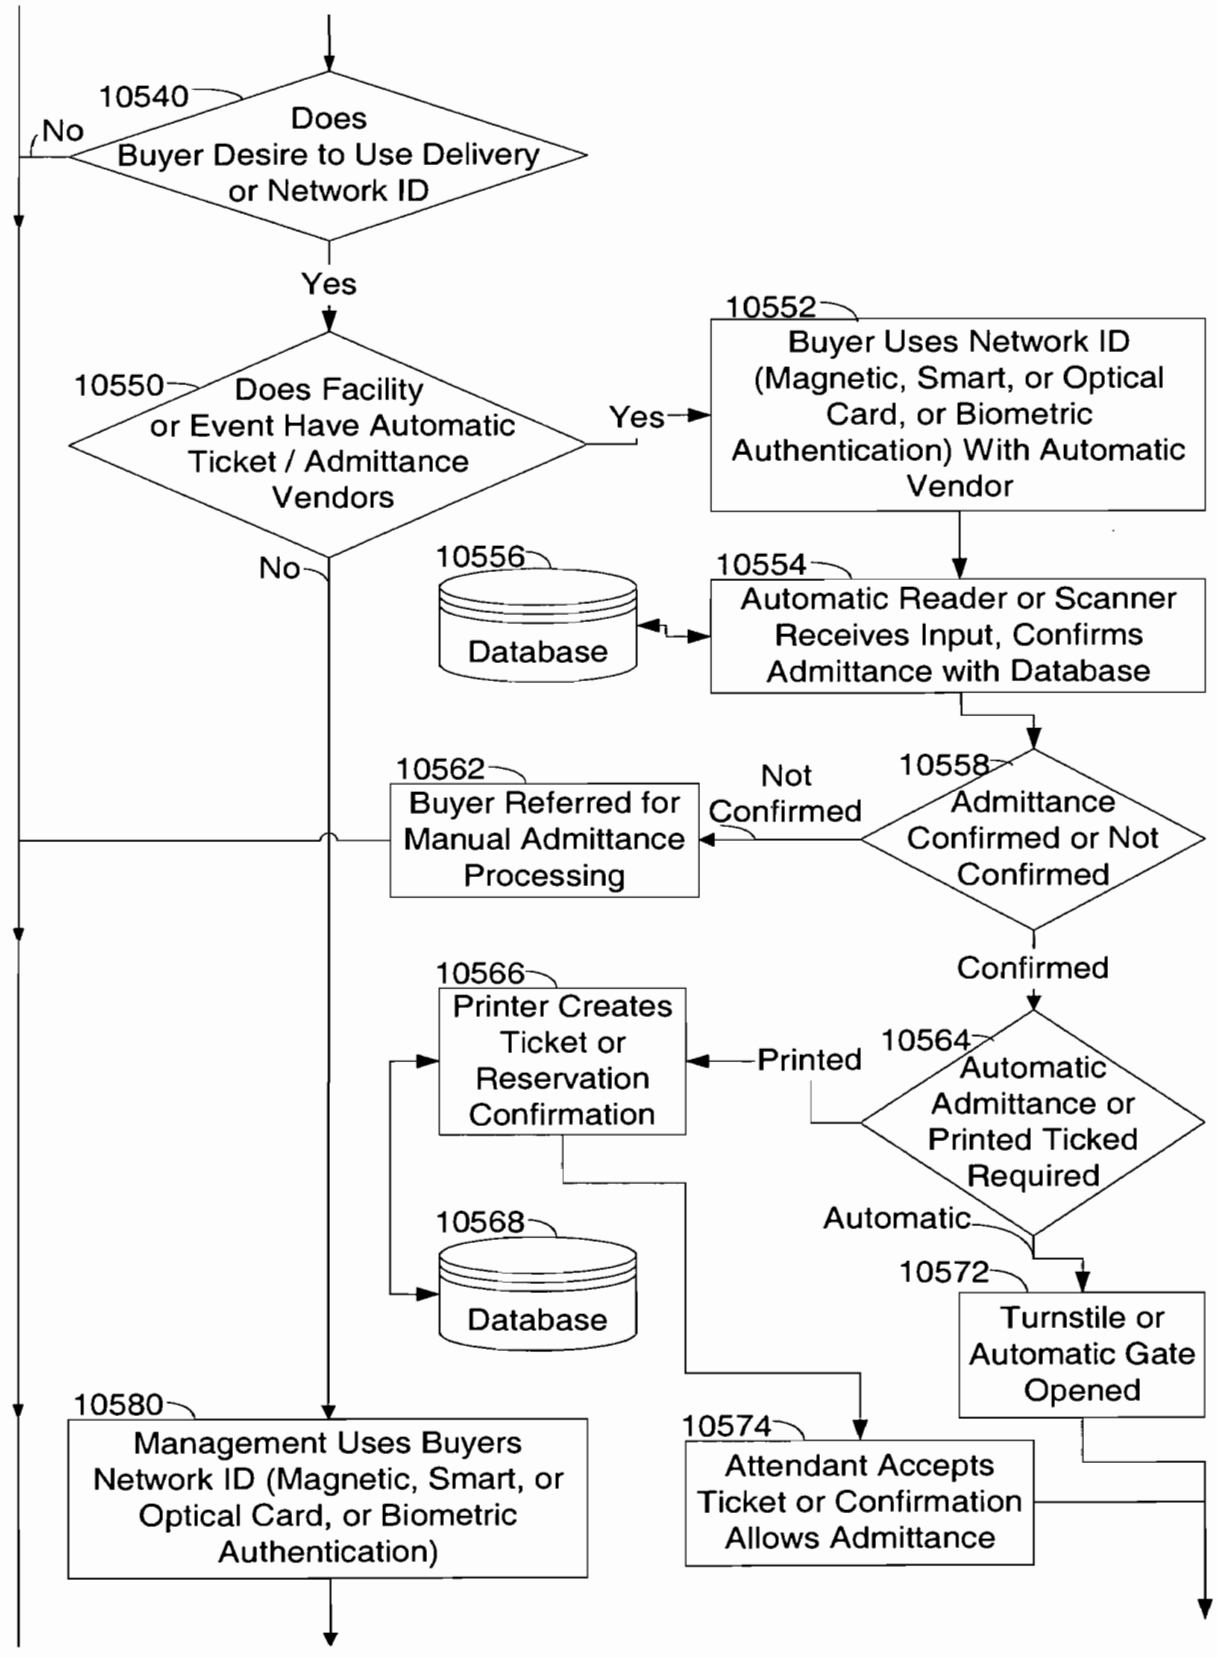 10540
Does
Buyer Desire to Use Delivery
or Network ID
No
Yes
10550
Does Facility
or Event Have Automatic
Ticket / Admittance
Vendors
Yes
No
10552
Buyer Uses Network ID
(Magnetic, Smart, or Optical
Card, or Biometric
Authentication) With Automatic
Vendor
10556
Database
10554
Automatic Reader or Scanner
Receives Input, Confirms
Admittance with Database
10558
Admittance
Confirmed or Not
Confirmed
Not
Confirmed
10562
Buyer Referred for
Manual Admittance
Processing
Confirmed
10564
Automatic
Admittance or
Printed Ticked
Required
Printed
10566
Printer Creates
Ticket or
Reservation
Confirmation
10568
Database
Automatic
10572
Turnstile or
Automatic Gate
Opened
10574
Attendant Accepts
Ticket or Confirmation
Allows Admittance
10580
Management Uses Buyers
Network ID (Magnetic, Smart, or
Optical Card, or Biometric
Authentication)